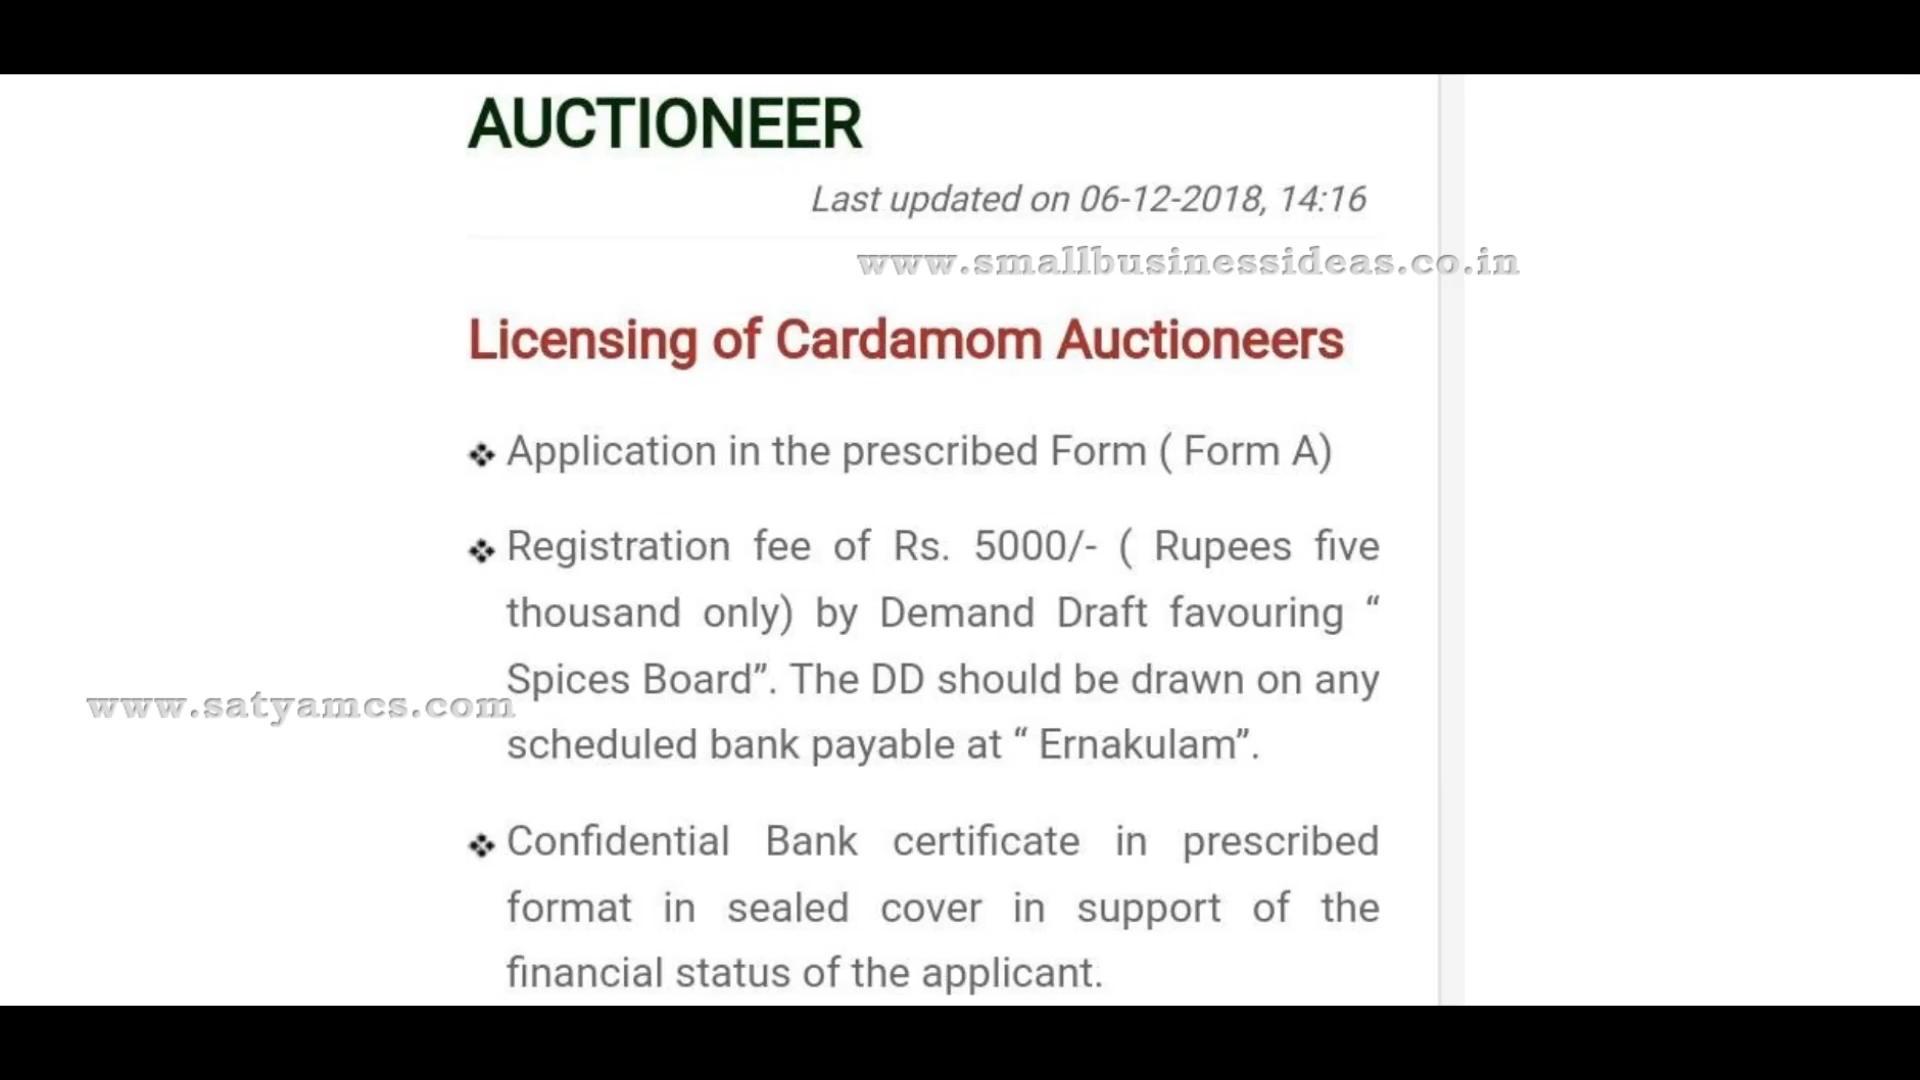 AUCTIONEER
Last updated on 06-12-2018, 14:16
www.smallbusinessideas.co.in
Licensing of Cardamom Auctioneers
❖ Application in the prescribed Form ( Form A)
❖ Registration fee of Rs. 5000/- ( Rupees five
thousand only) by Demand Draft favouring “
Spices Board”. The DD should be drawn on any
www.satyamcs.com
scheduled bank payable at “ Ernakulam”.
❖ Confidential Bank certificate in prescribed
format in sealed cover in support of the
financial status of the applicant.